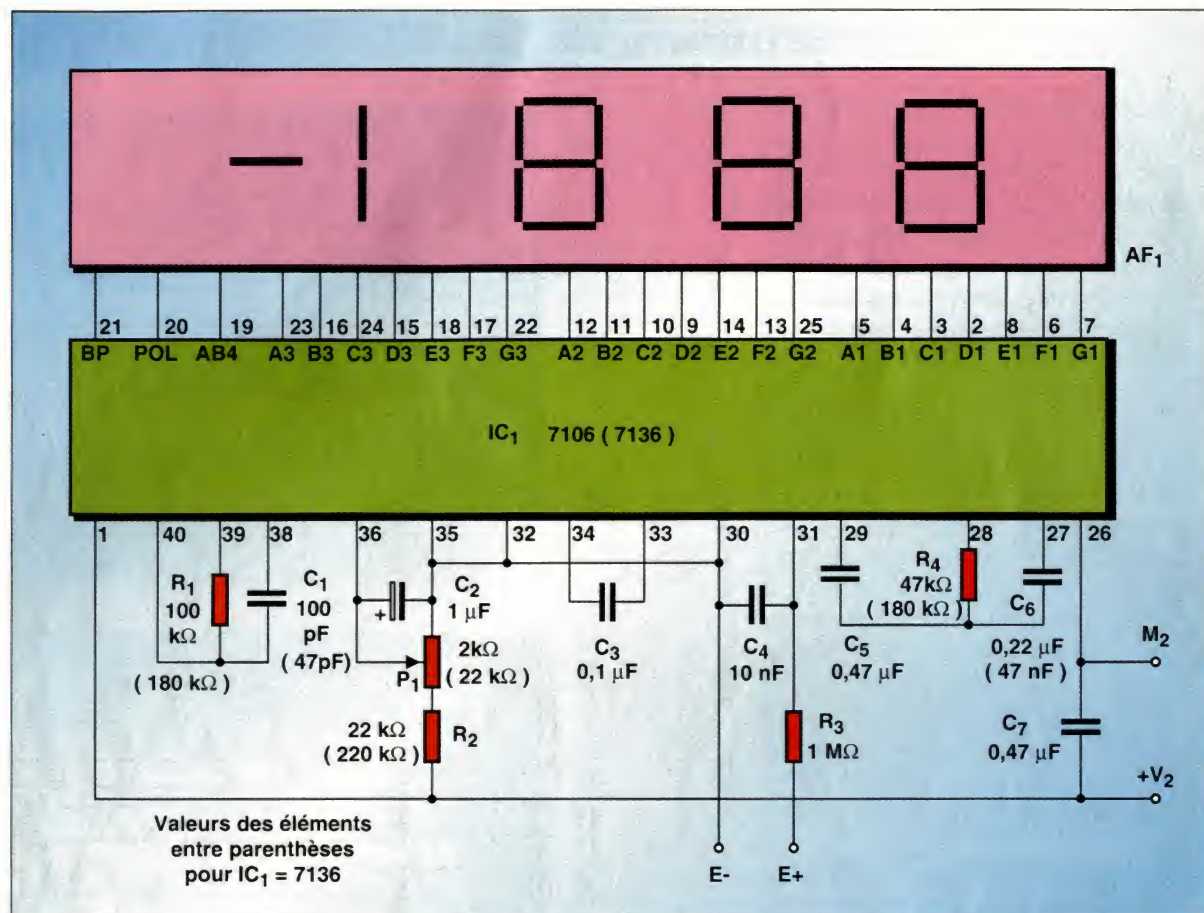 AF1
21 20 19 23 16 24 15 18 17 22 12 11 10 9 14 13 25 5 4 3 2 8 6 7
BP POL AB4 A3 B3 C3 D3 E3 F3 G3 A2 B2 C2 D2 E2 F2 G2 A1 B1 C1 D1 E1 F1 G1
IC1 7106 ( 7136 )
1 40 39 38 36 35 32 34 33 30 31 29 28 27 26
R1
100
kΩ
( 180 kΩ )
C1
100
pF
( 47pF )
+
C2
1 µF
P1
2kΩ
( 22 kΩ )
22 kΩ
( 220 kΩ )
R2
C3
0,1 µF
C4
10 nF
R3
1 MΩ
C5
0,47 µF
R4
47kΩ
( 180 kΩ )
C6
0,22 µF
( 47 nF )
C7
0,47 µF
M2
+V2
E- E+
Valeurs des éléments
entre parenthèses
pour IC1 = 7136